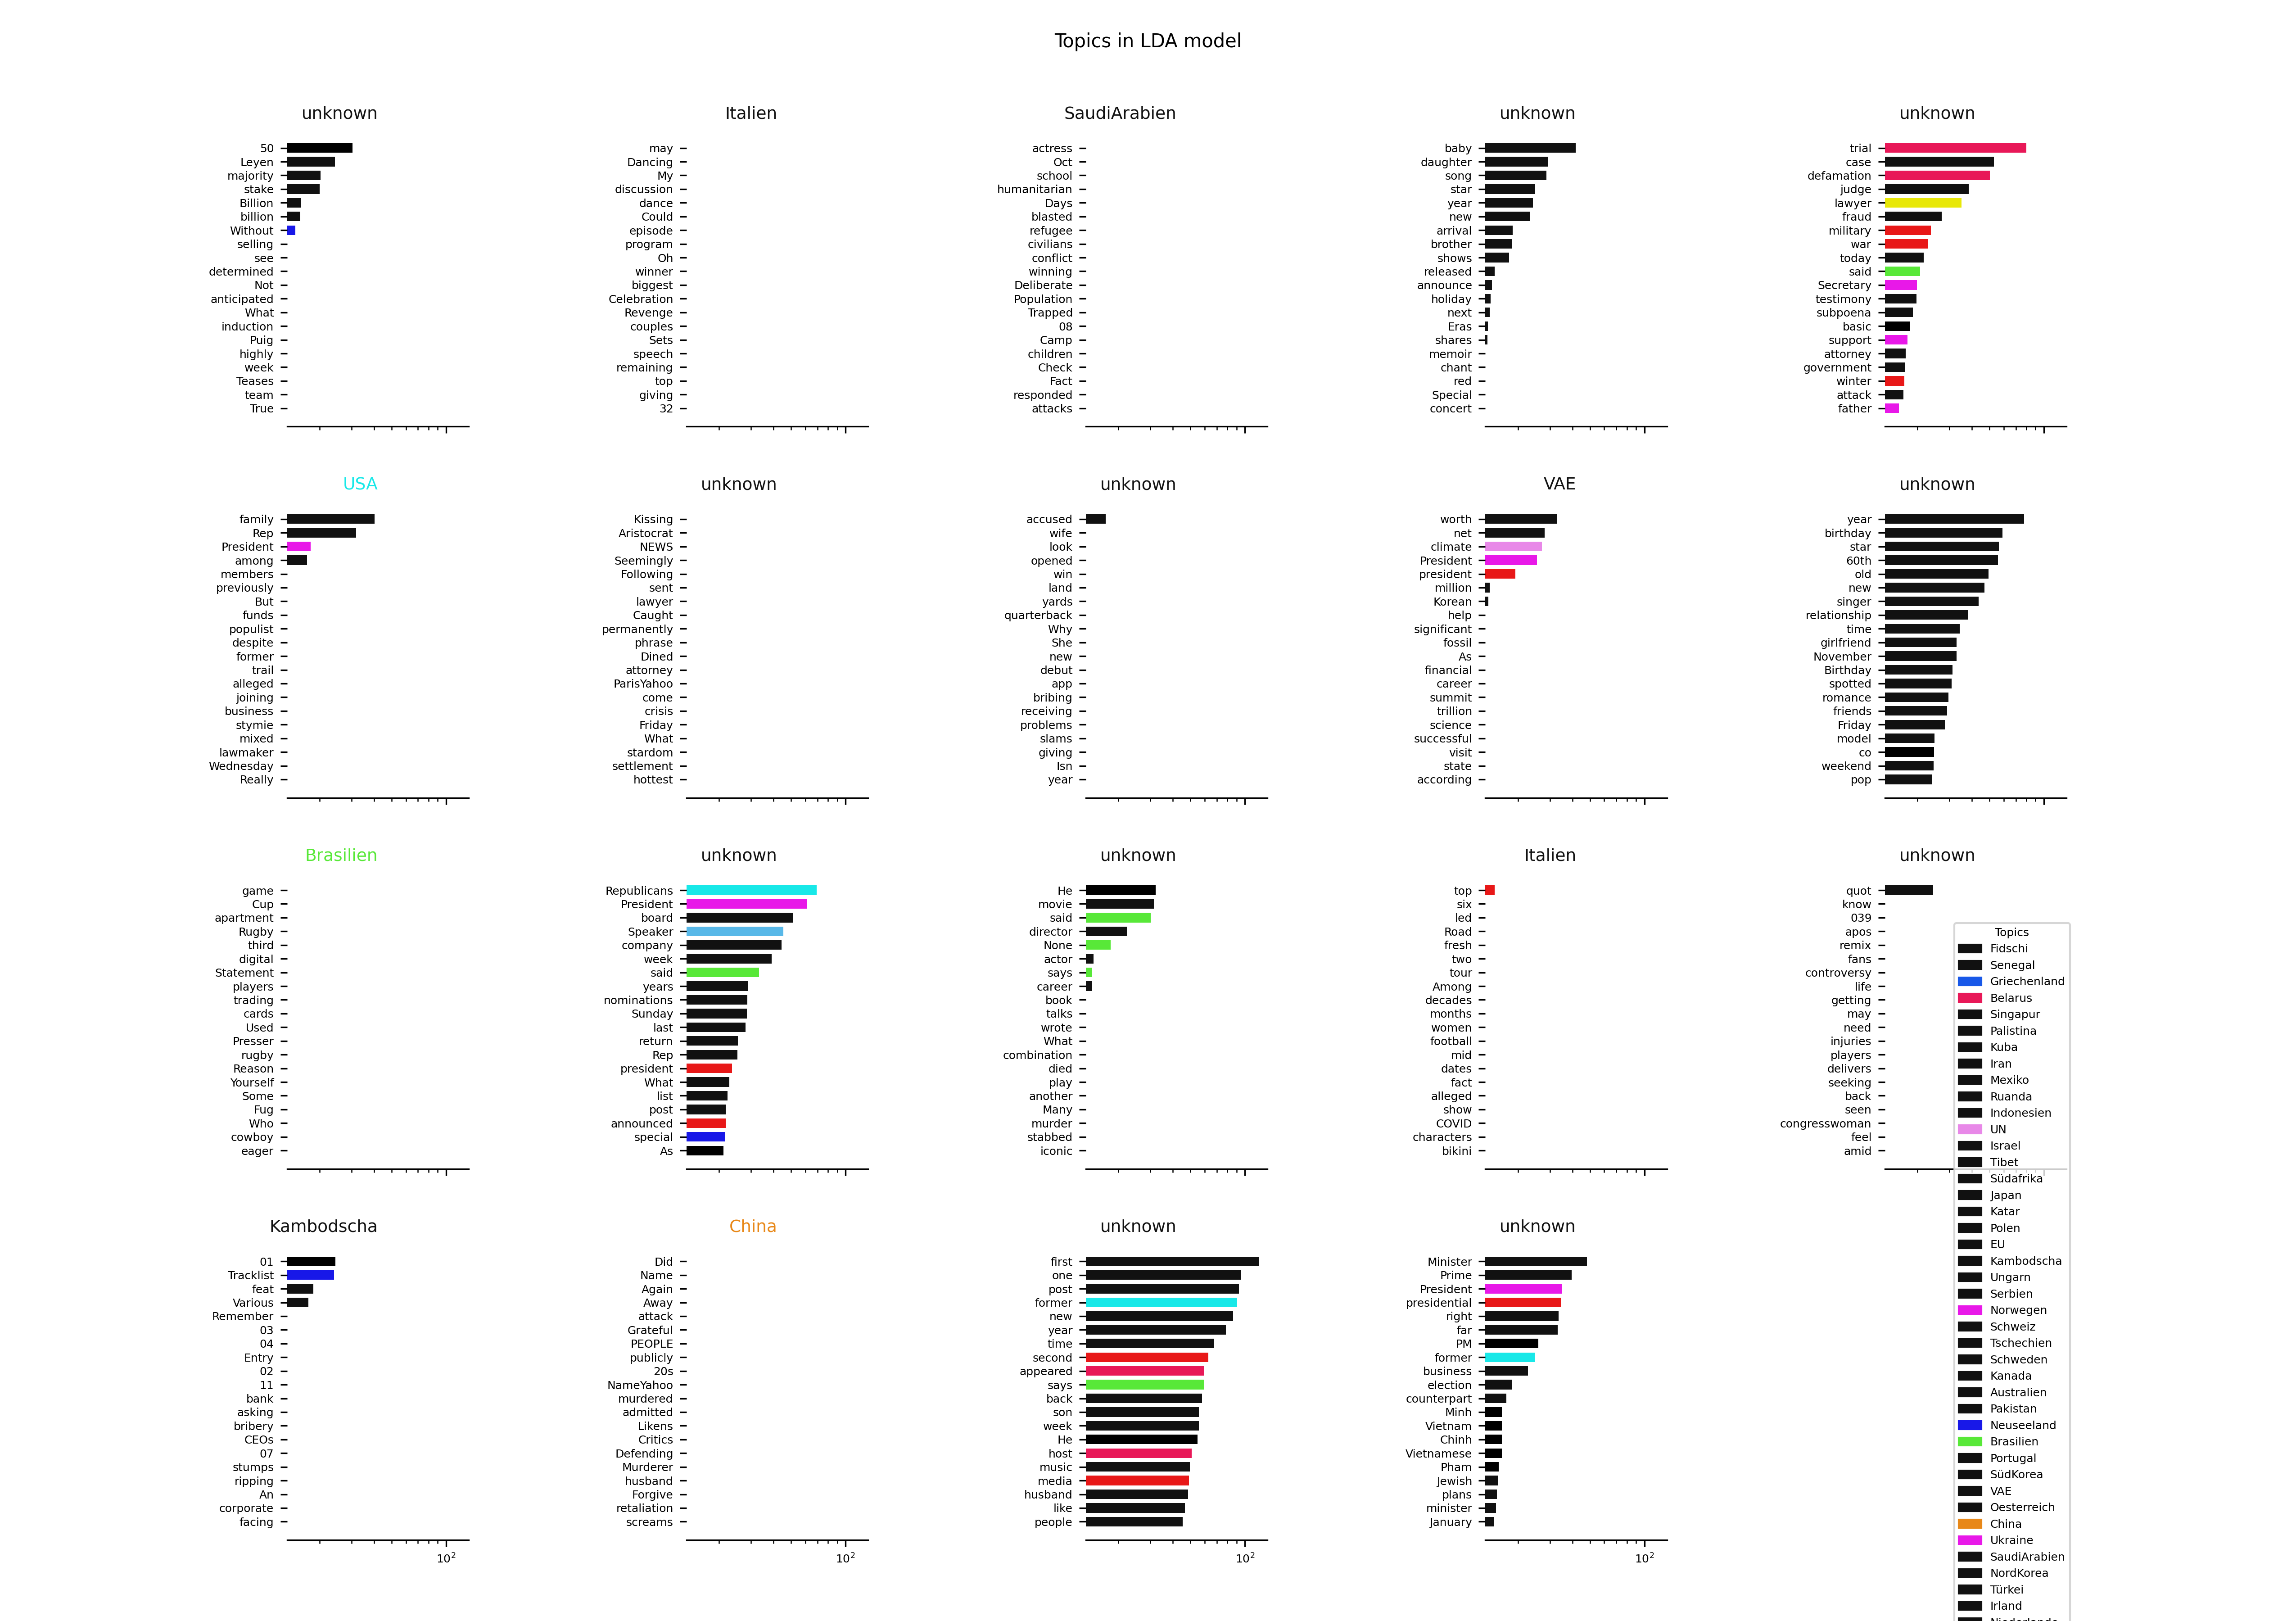 Topics in LDA model
unknown
50
Leyen
majority
stake
Billion
billion
Without
selling
see
determined
Not
anticipated
What
induction
Puig
highly
week
Teases
team
True
Italien
may
Dancing
My
discussion
dance
Could
episode
program
Oh
winner
biggest
Celebration
Revenge
couples
Sets
speech
remaining
top
giving
32
SaudiArabien
actress
Oct
school
humanitarian
Days
blasted
refugee
civilians
conflict
winning
Deliberate
Population
Trapped
08
Camp
children
Check
Fact
responded
attacks
unknown
baby
daughter
song
star
year
new
arrival
brother
shows
released
announce
holiday
next
Eras
shares
memoir
chant
red
Special
concert
unknown
trial
case
defamation
judge
lawyer
fraud
military
war
today
said
Secretary
testimony
subpoena
basic
support
attorney
government
winter
attack
father
USA
family
Rep
President
among
members
previously
But
funds
populist
despite
former
trail
alleged
joining
business
stymie
mixed
lawmaker
Wednesday
Really
unknown
Kissing
Aristocrat
NEWS
Seemingly
Following
sent
lawyer
Caught
permanently
phrase
Dined
attorney
ParisYahoo
come
crisis
Friday
What
stardom
settlement
hottest
unknown
accused
wife
look
opened
win
land
yards
quarterback
Why
She
new
debut
app
bribing
receiving
problems
slams
giving
Isn
year
VAE
worth
net
climate
President
president
million
Korean
help
significant
fossil
As
financial
career
summit
trillion
science
successful
visit
state
according
unknown
year
birthday
star
60th
old
new
singer
relationship
time
girlfriend
November
Birthday
spotted
romance
friends
Friday
model
co
weekend
pop
Brasilien
game
Cup
apartment
Rugby
third
digital
Statement
players
trading
cards
Used
Presser
rugby
Reason
Yourself
Some
Fug
Who
cowboy
eager
unknown
Republicans
President
board
Speaker
company
week
said
years
nominations
Sunday
last
return
Rep
president
What
list
post
announced
special
As
unknown
He
movie
said
director
None
actor
says
career
book
talks
wrote
What
combination
died
play
another
Many
murder
stabbed
iconic
Italien
top
six
led
Road
fresh
two
tour
Among
decades
months
women
football
mid
dates
fact
alleged
show
COVID
characters
bikini
unknown
quot
know
039
apos
remix
fans
controversy
life
getting
may
need
injuries
players
delivers
seeking
back
seen
congresswoman
feel
amid
Kambodscha
01
Tracklist
feat
Various
Remember
03
04
Entry
02
11
bank
asking
bribery
CEOs
07
stumps
ripping
An
corporate
facing
10²
China
Did
Name
Again
Away
attack
Grateful
PEOPLE
publicly
20s
NameYahoo
murdered
admitted
Likens
Critics
Defending
Murderer
husband
Forgive
retaliation
screams
10²
unknown
first
one
post
former
new
year
time
second
appeared
says
back
son
week
He
host
music
media
husband
like
people
10²
unknown
Minister
Prime
President
presidential
right
far
PM
former
business
election
counterpart
Minh
Vietnam
Chinh
Vietnamese
Pham
Jewish
plans
minister
January
10²
Topics
Fidschi
Senegal
Griechenland
Belarus
Singapur
Palistina
Kuba
Iran
Mexiko
Ruanda
Indonesien
UN
Israel
Tibet
Südafrika
Japan
Katar
Polen
EU
Kambodscha
Ungarn
Serbien
Norwegen
Schweiz
Tschechien
Schweden
Kanada
Australien
Pakistan
Neuseeland
Brasilien
Portugal
SüdKorea
VAE
Oesterreich
China
Ukraine
SaudiArabien
NordKorea
Türkei
Irland